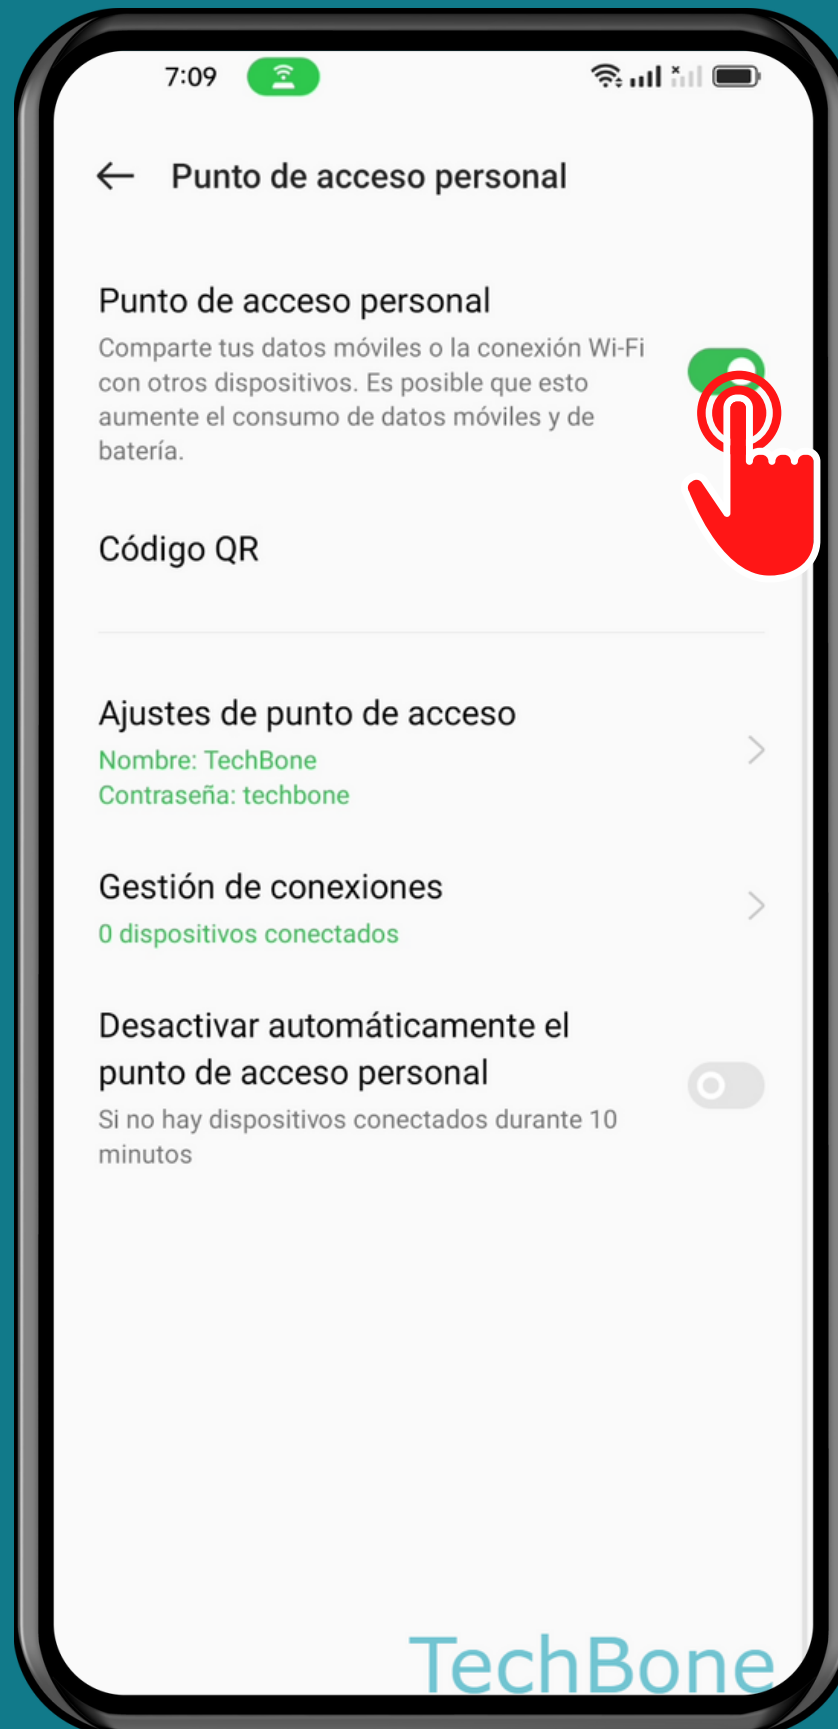 7:09
Punto de acceso personal
Punto de acceso personal
Comparte tus datos móviles o la conexión Wi-Fi
con otros dispositivos. Es posible que esto
aumente el consumo de datos móviles y de
batería.
Código QR
Ajustes de punto de acceso
Nombre: TechBone
Contraseña: techbone
Gestión de conexiones
0 dispositivos conectados
Desactivar automáticamente el
punto de acceso personal
Si no hay dispositivos conectados durante 10
minutos
TechBone